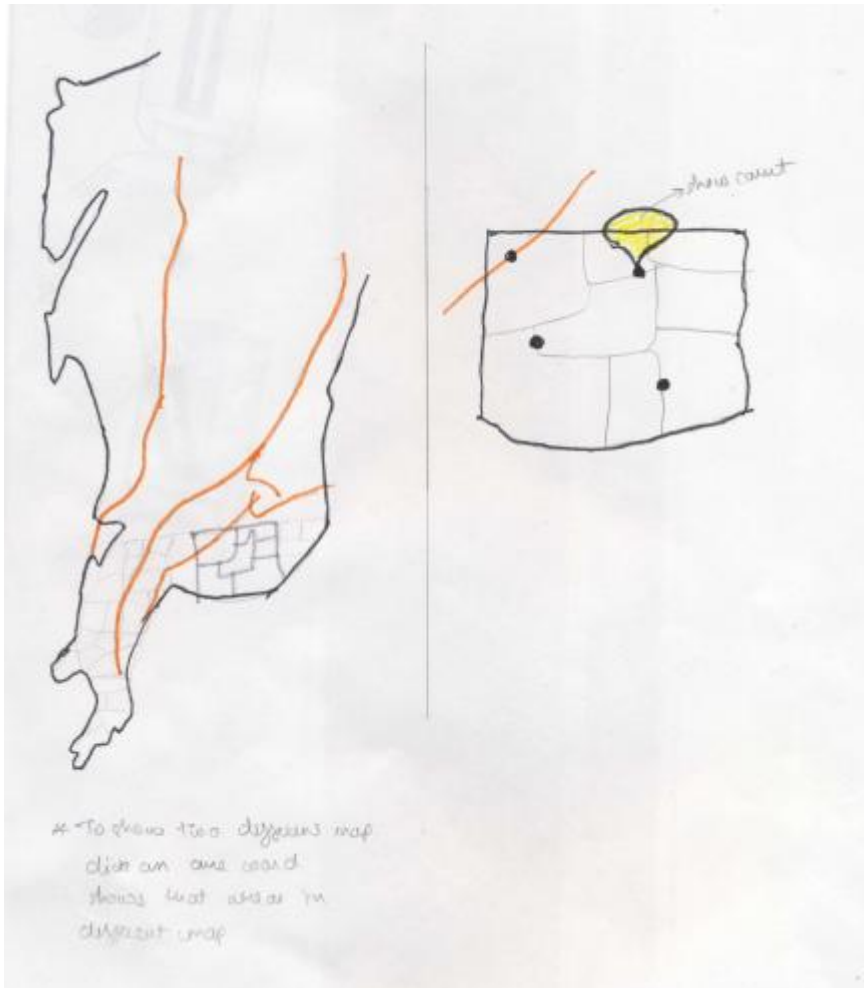 show count
* To show two different map
click on one ward
shows that area in
different map